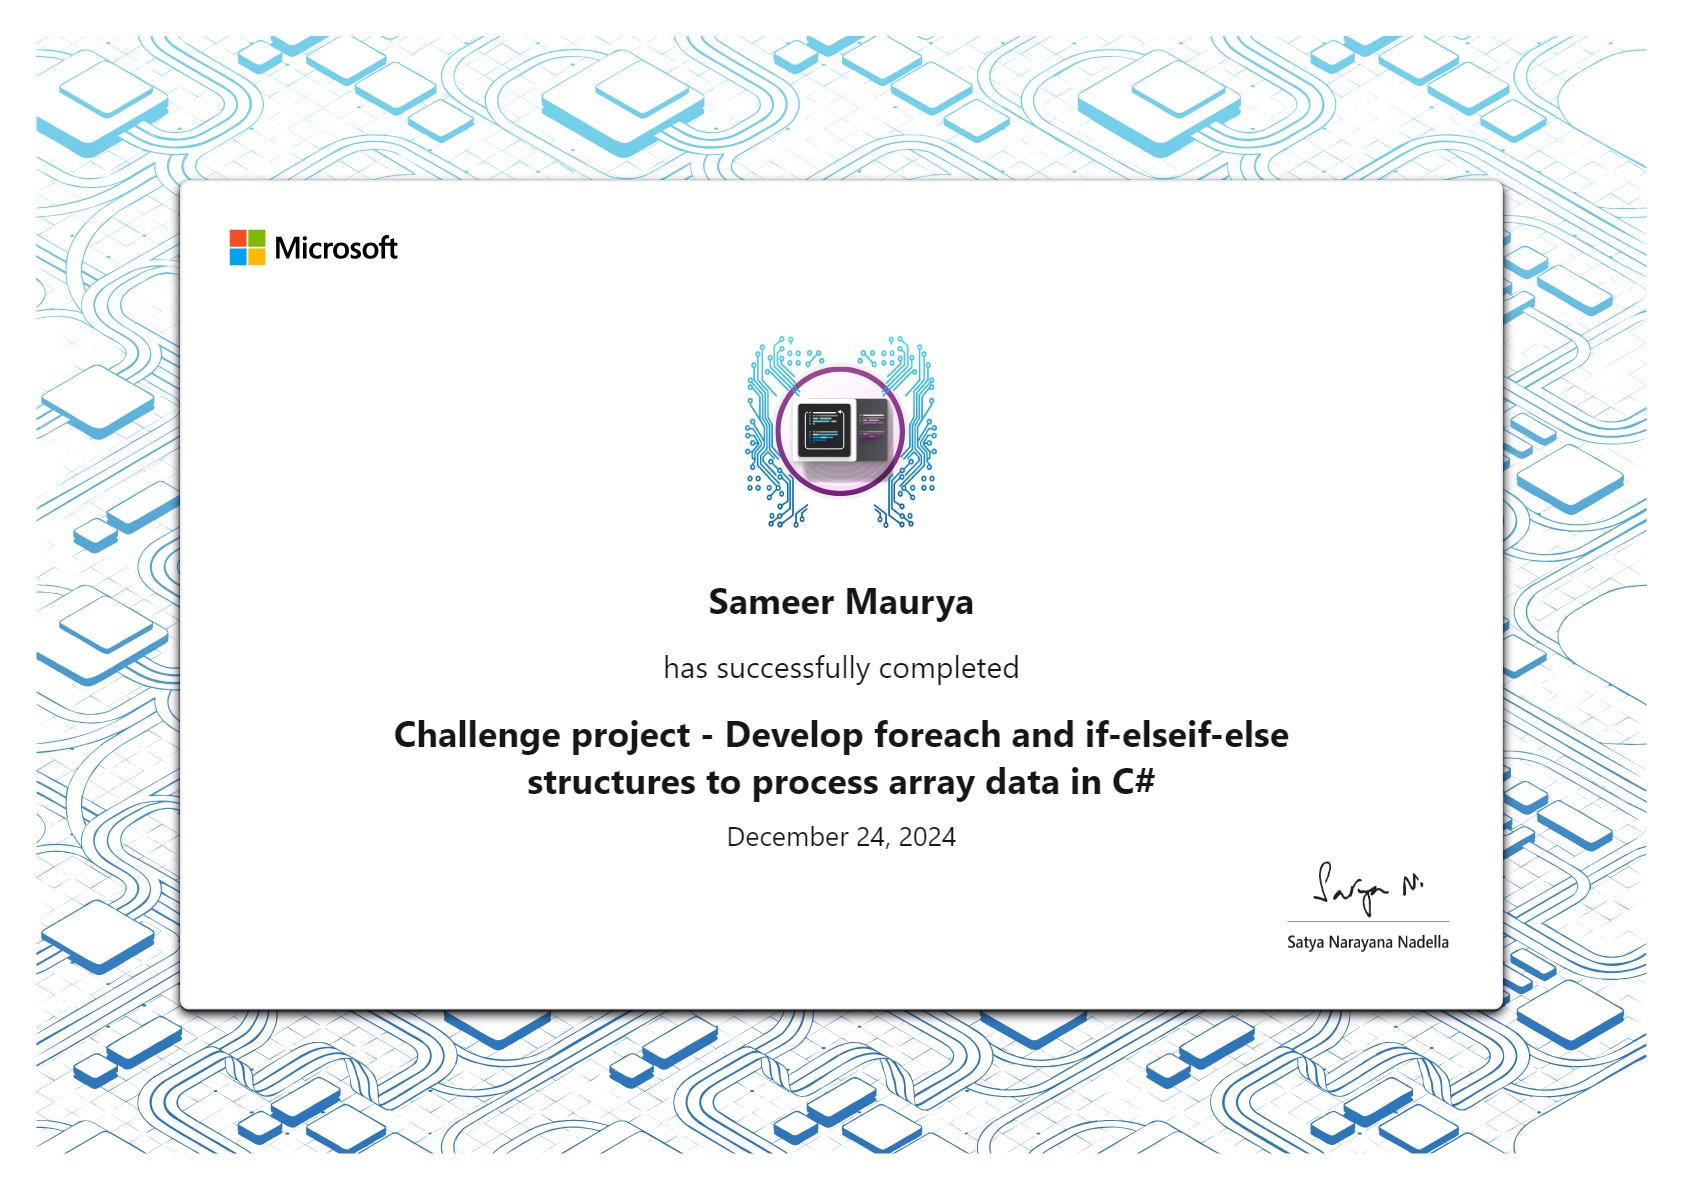 Microsoft
Sameer Maurya
has successfully completed
Challenge project - Develop foreach and if-elseif-else
structures to process array data in C#
December 24, 2024
Satya N.
Satya Narayana Nadella